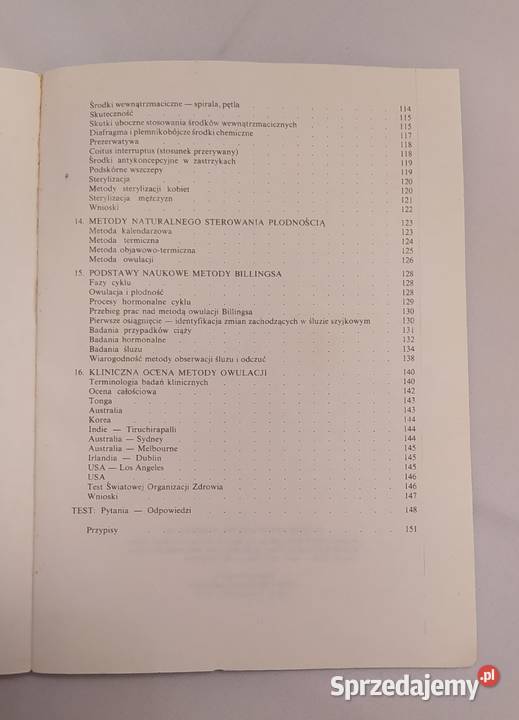 Środki wewnątrzmaciczne — spirala, pętla 114
Skuteczność 115
Skutki uboczne stosowania środków wewnątrzmacicznych 115
Diafragma i plemnikobójcze środki chemiczne 117
Prezerwatywa 118
Coitus interruptus (stosunek przerywany) 118
Środki antykoncepcyjne w zastrzykach 119
Podskórne wszczepy 119
Sterylizacja 120
Metody sterylizacji kobiet 120
Sterylizacja mężczyzn 121
Wnioski 122
14. METODY NATURALNEGO STEROWANIA PŁODNOŚCIĄ 123
Metoda kalendarzowa 123
Metoda termiczna 124
Metoda objawowo-termiczna 125
Metoda owulacji 126
15. PODSTAWY NAUKOWE METODY BILLINGSA 128
Fazy cyklu 128
Owulacja i płodność 128
Procesy hormonalne cyklu 129
Przebieg prac nad metodą owulacji Billingsa 130
Pierwsze osiągnięcie — identyfikacja zmian zachodzących w śluzie szyjkowym 130
Badania przypadków ciąży 131
Badania hormonalne 132
Badania śluzu 134
Wiarogodność metody obserwacji śluzu i odczuć 138
16. KLINICZNA OCENA METODY OWULACJI 140
Terminologia badań klinicznych 140
Ocena całościowa 142
Tonga 143
Australia 143
Korea 144
Indie — Tiruchirapalli 144
Australia — Sydney 144
Australia — Melbourne 145
Irlandia — Dublin 145
USA — Los Angeles 145
USA 146
Test Światowej Organizacji Zdrowia 146
Wnioski 147
TEST: Pytania — Odpowiedzi 148
Przypisy 151
Sprzedajemy.pl